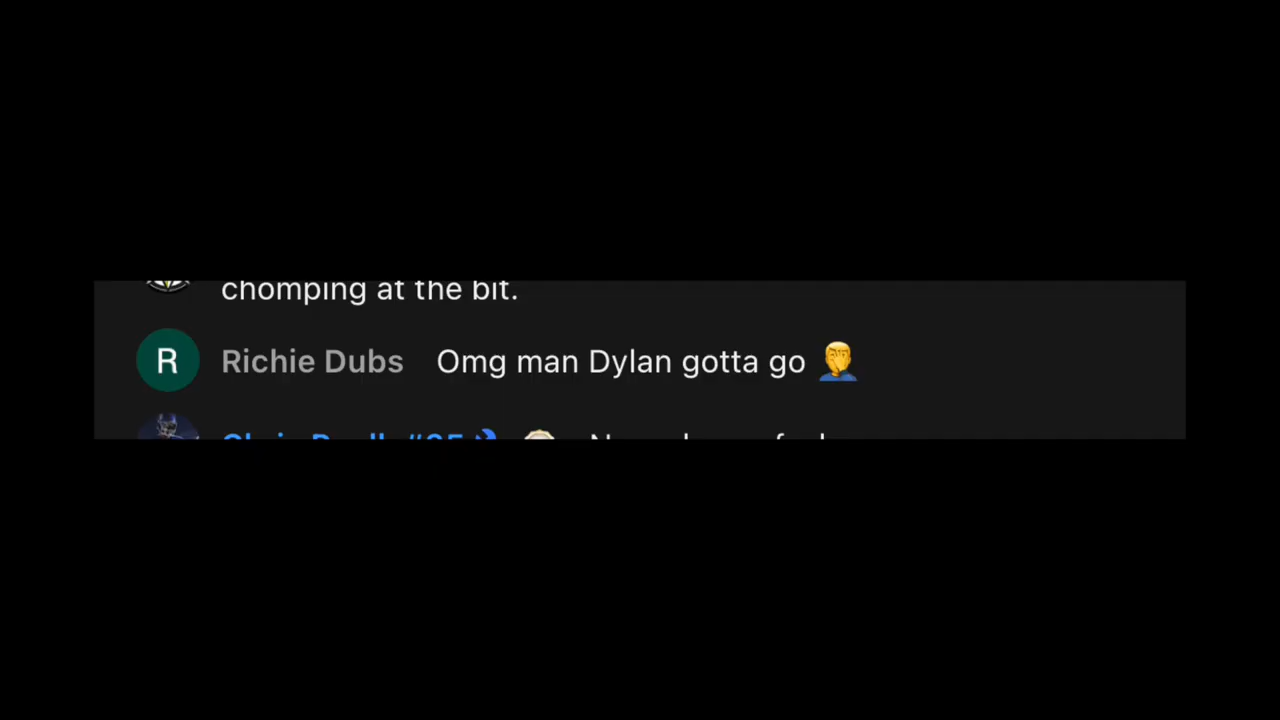 chomping at the bit.
R Richie Dubs Omg man Dylan gotta go 🤦